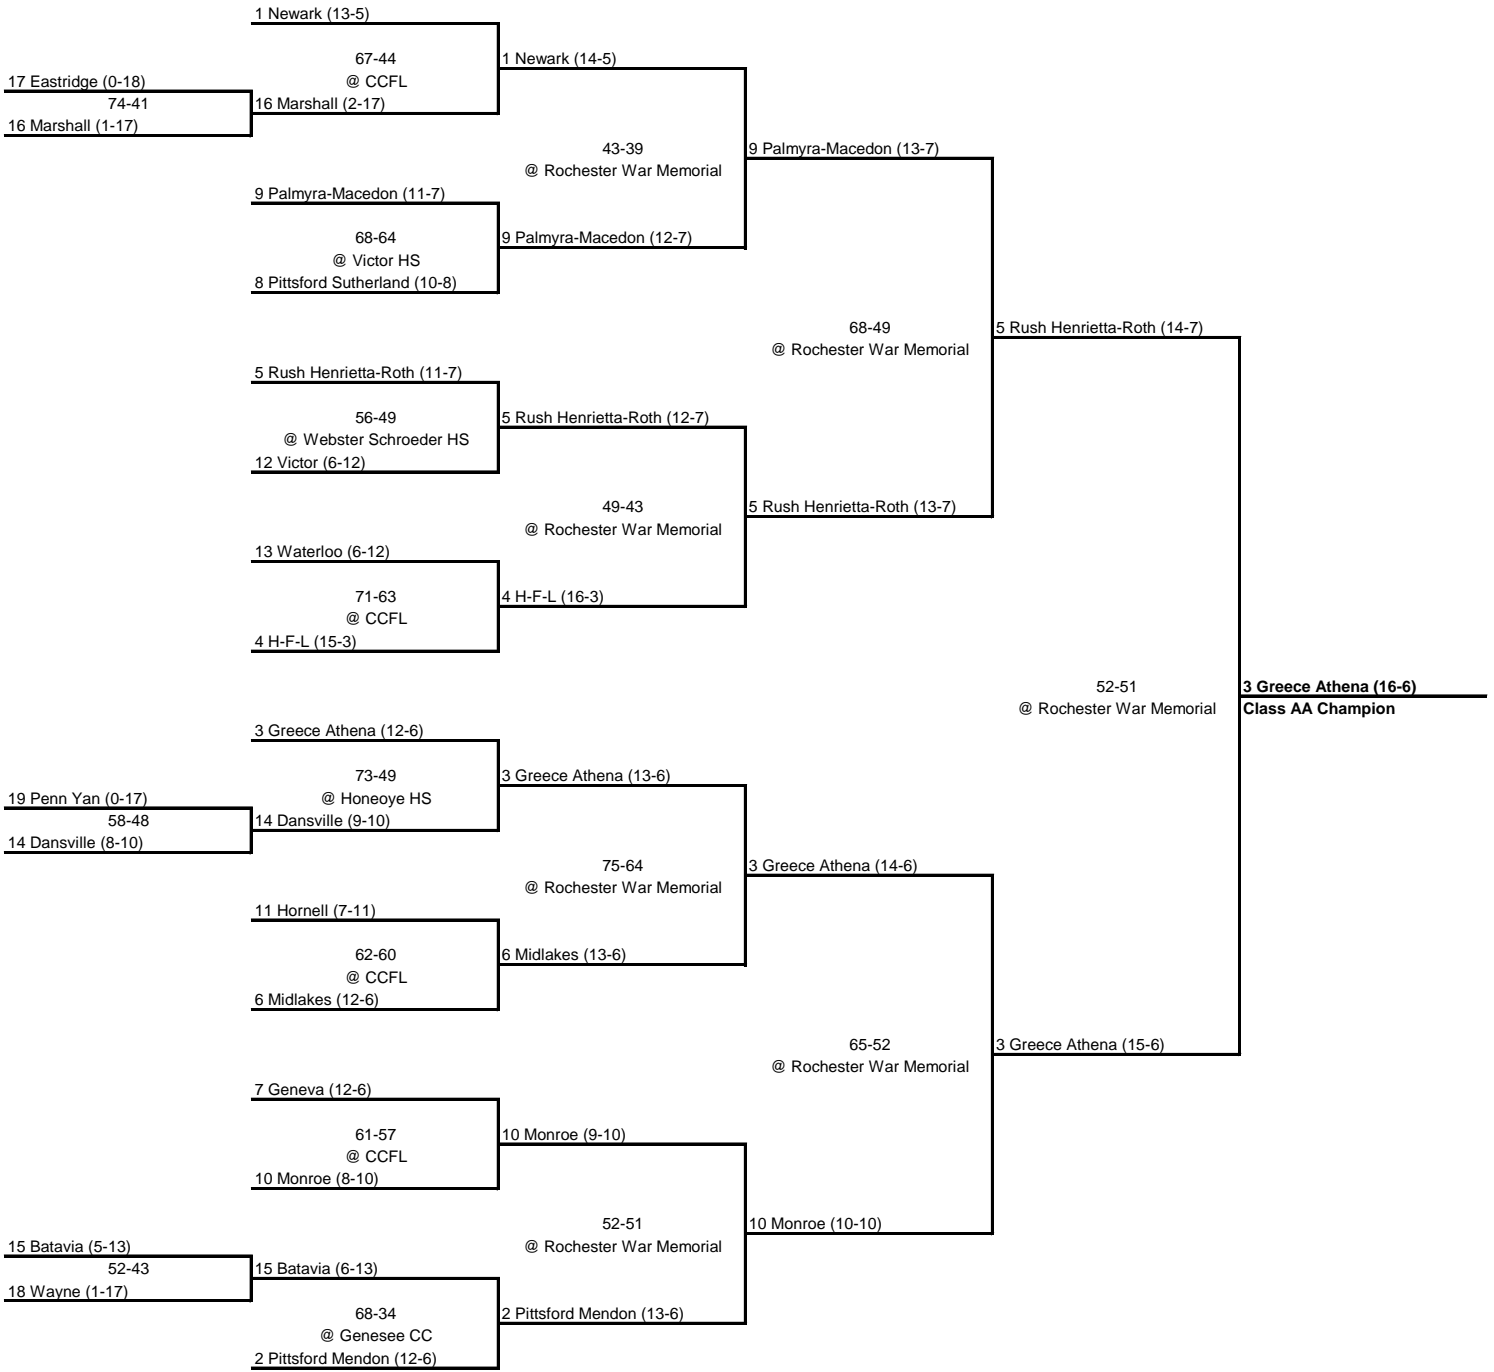 1 Newark (13-5)
67-44
@ CCFL
1 Newark (14-5)
17 Eastridge (0-18)
74-41
16 Marshall (2-17)
16 Marshall (1-17)
43-39
@ Rochester War Memorial
9 Palmyra-Macedon (13-7)
9 Palmyra-Macedon (11-7)
68-64
@ Victor HS
9 Palmyra-Macedon (12-7)
8 Pittsford Sutherland (10-8)
68-49
@ Rochester War Memorial
5 Rush Henrietta-Roth (14-7)
5 Rush Henrietta-Roth (11-7)
56-49
@ Webster Schroeder HS
5 Rush Henrietta-Roth (12-7)
12 Victor (6-12)
49-43
@ Rochester War Memorial
5 Rush Henrietta-Roth (13-7)
13 Waterloo (6-12)
71-63
@ CCFL
4 H-F-L (16-3)
4 H-F-L (15-3)
52-51
@ Rochester War Memorial
3 Greece Athena (16-6)
Class AA Champion
3 Greece Athena (12-6)
73-49
@ Honeoye HS
3 Greece Athena (13-6)
19 Penn Yan (0-17)
58-48
14 Dansville (9-10)
14 Dansville (8-10)
75-64
@ Rochester War Memorial
3 Greece Athena (14-6)
11 Hornell (7-11)
62-60
@ CCFL
6 Midlakes (13-6)
6 Midlakes (12-6)
65-52
@ Rochester War Memorial
3 Greece Athena (15-6)
7 Geneva (12-6)
61-57
@ CCFL
10 Monroe (9-10)
10 Monroe (8-10)
52-51
@ Rochester War Memorial
10 Monroe (10-10)
15 Batavia (5-13)
52-43
15 Batavia (6-13)
18 Wayne (1-17)
68-34
@ Genesee CC
2 Pittsford Mendon (13-6)
2 Pittsford Mendon (12-6)